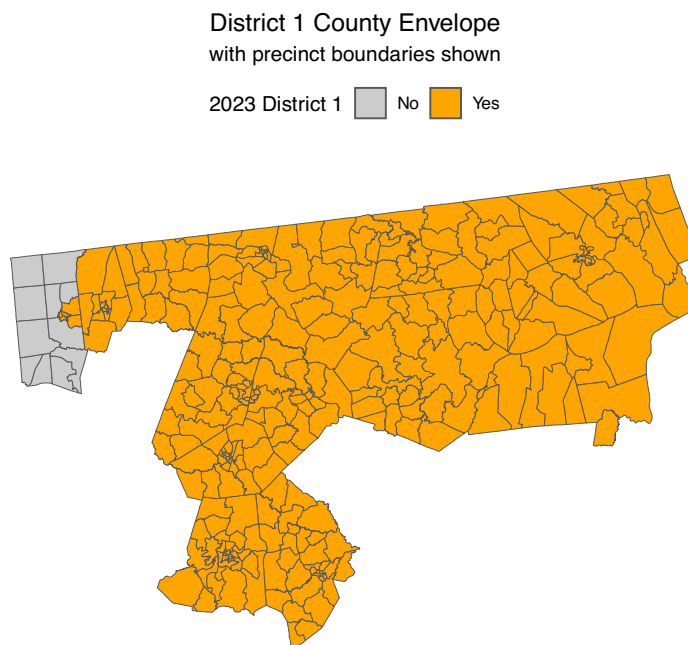 District 1 County Envelope
with precinct boundaries shown
2023 District 1 No Yes